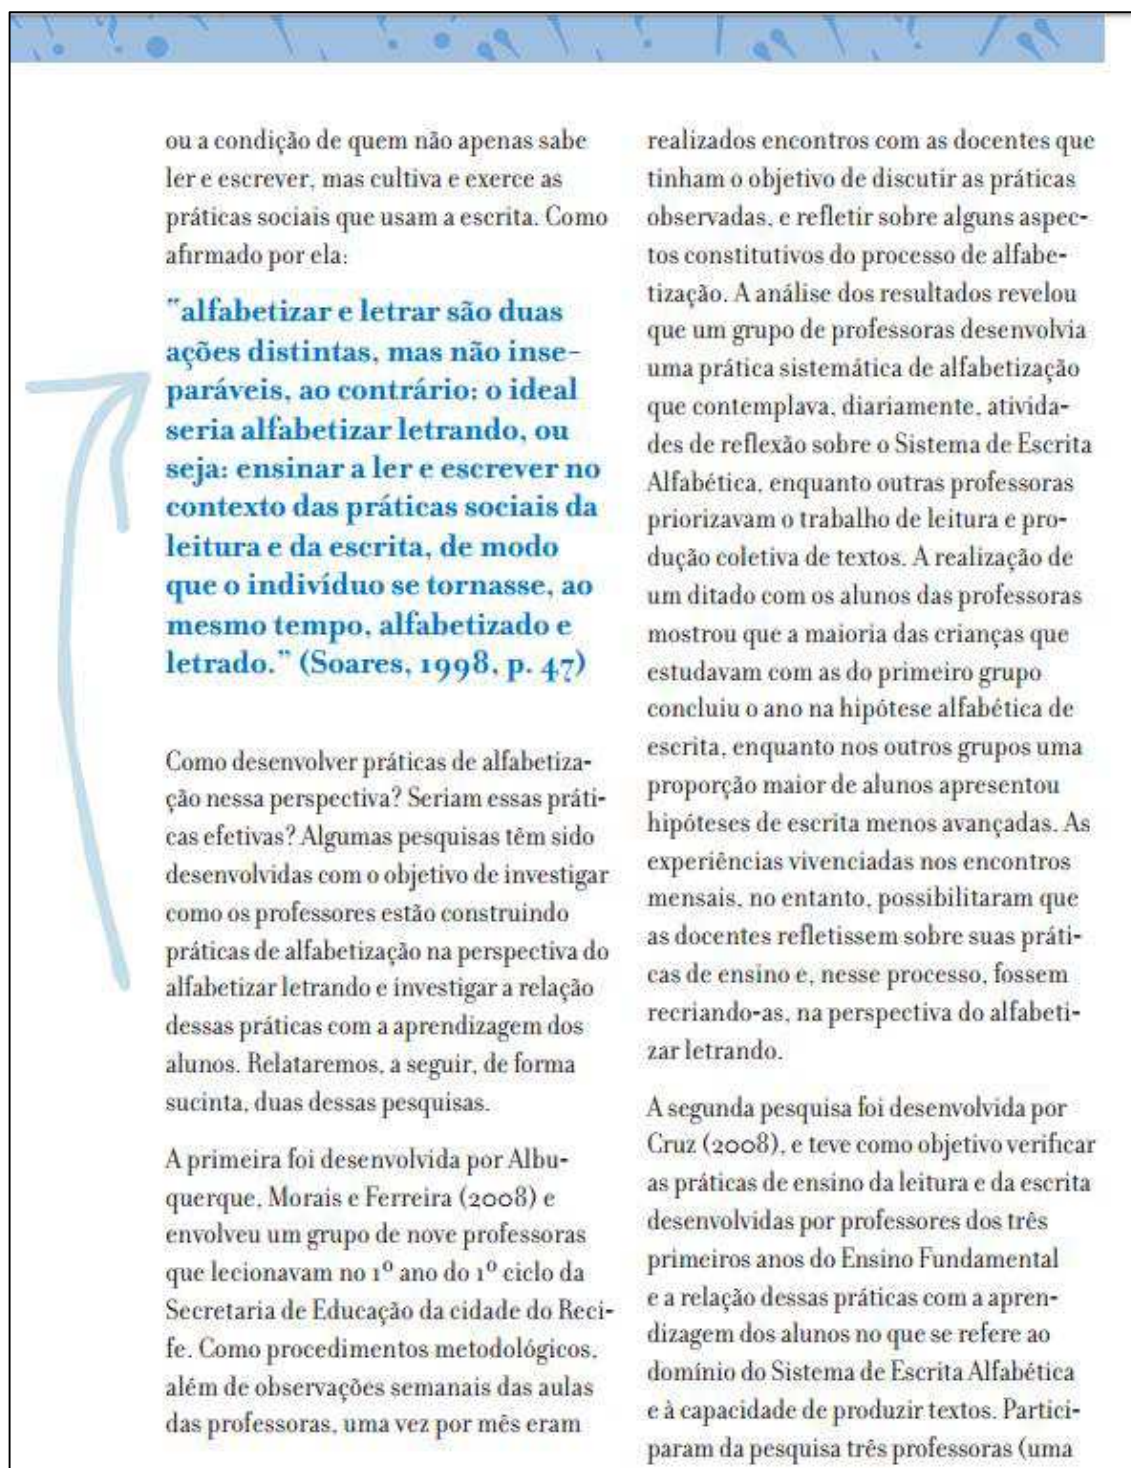 ou a condição de quem não apenas sabe
ler e escrever, mas cultiva e exerce as
práticas sociais que usam a escrita. Como
afirmado por ela:
"alfabetizar e letrar são duas
ações distintas, mas não inse-
paráveis, ao contrário: o ideal
seria alfabetizar letrando, ou
seja: ensinar a ler e escrever no
contexto das práticas sociais da
leitura e da escrita, de modo
que o indivíduo se tornasse, ao
mesmo tempo, alfabetizado e
letrado." (Soares, 1998, p. 47)
Como desenvolver práticas de alfabetiza-
ção nessa perspectiva? Seriam essas práti-
cas efetivas? Algumas pesquisas têm sido
desenvolvidas com o objetivo de investigar
como os professores estão construindo
práticas de alfabetização na perspectiva do
alfabetizar letrando e investigar a relação
dessas práticas com a aprendizagem dos
alunos. Relataremos, a seguir, de forma
sucinta, duas dessas pesquisas.
A primeira foi desenvolvida por Albu-
querque, Morais e Ferreira (2008) e
envolveu um grupo de nove professoras
que lecionavam no 1º ano do 1º ciclo da
Secretaria de Educação da cidade do Reci-
fe. Como procedimentos metodológicos,
além de observações semanais das aulas
das professoras, uma vez por mês eram
realizados encontros com as docentes que
tinham o objetivo de discutir as práticas
observadas, e refletir sobre alguns aspec-
tos constitutivos do processo de alfabe-
tização. A análise dos resultados revelou
que um grupo de professoras desenvolvia
uma prática sistemática de alfabetização
que contemplava, diariamente, ativida-
des de reflexão sobre o Sistema de Escrita
Alfabética, enquanto outras professoras
priorizavam o trabalho de leitura e pro-
dução coletiva de textos. A realização de
um ditado com os alunos das professoras
mostrou que a maioria das crianças que
estudavam com as do primeiro grupo
concluiu o ano na hipótese alfabética de
escrita, enquanto nos outros grupos uma
proporção maior de alunos apresentou
hipóteses de escrita menos avançadas. As
experiências vivenciadas nos encontros
mensais, no entanto, possibilitaram que
as docentes refletissem sobre suas práti-
cas de ensino e, nesse processo, fossem
recriando-as, na perspectiva do alfabeti-
zar letrando.
A segunda pesquisa foi desenvolvida por
Cruz (2008), e teve como objetivo verificar
as práticas de ensino da leitura e da escrita
desenvolvidas por professores dos três
primeiros anos do Ensino Fundamental
e a relação dessas práticas com a apren-
dizagem dos alunos no que se refere ao
domínio do Sistema de Escrita Alfabética
e à capacidade de produzir textos. Partici-
param da pesquisa três professoras (uma